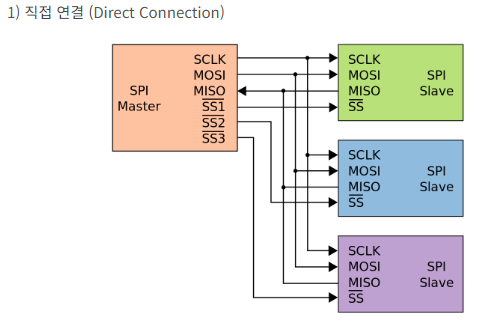 1) 직접 연결 (Direct Connection)
SPI
Master
SCLK
MOSI
MISO
SS1
SS2
SS3
SCLK
MOSI
MISO
SS
SPI
Slave
SCLK
MOSI
MISO
SS
SPI
Slave
SCLK
MOSI
MISO
SS
SPI
Slave